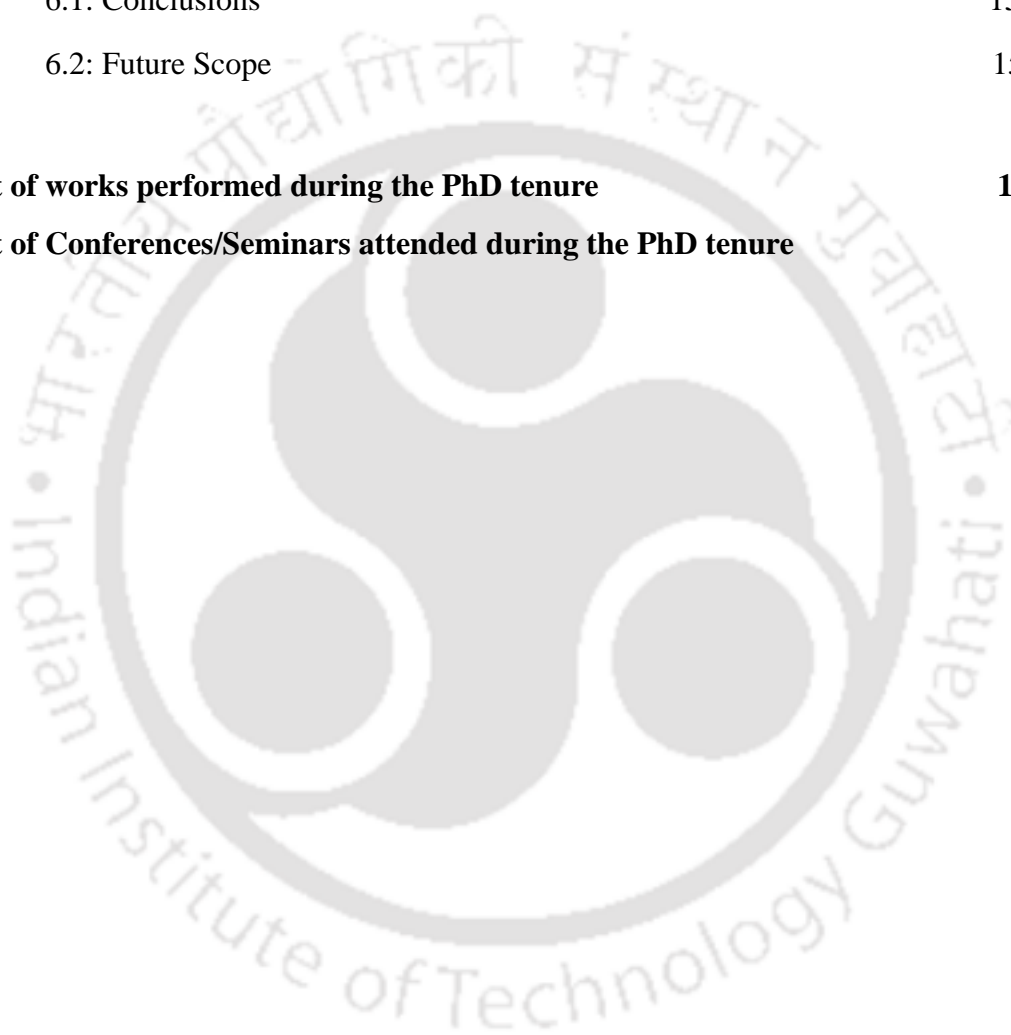 6.1: Conclusions
6.2: Future Scope
of works performed during the PhD tenure
of Conferences/Seminars attended during the PhD tenure
भारतीय प्रौद्योगिकी संस्थान गुवाहाटी
• Indian Institute of Technology Guwahati •